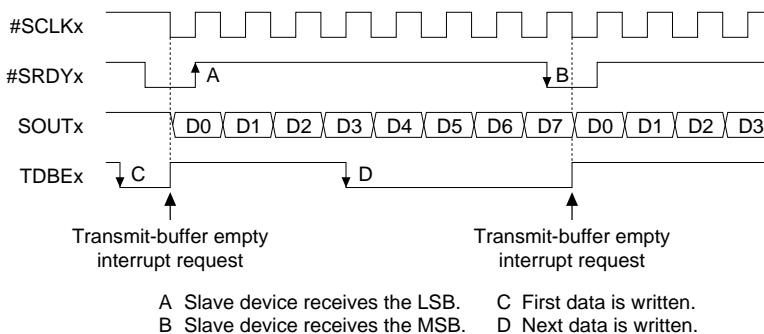 #SCLKx
#SRDYx A B
SOUTx D0 D1 D2 D3 D4 D5 D6 D7 D0 D1 D2 D3
TDBEx C D
Transmit-buffer empty Transmit-buffer empty
interrupt request interrupt request
A Slave device receives the LSB. C First data is written.
B Slave device receives the MSB. D Next data is written.